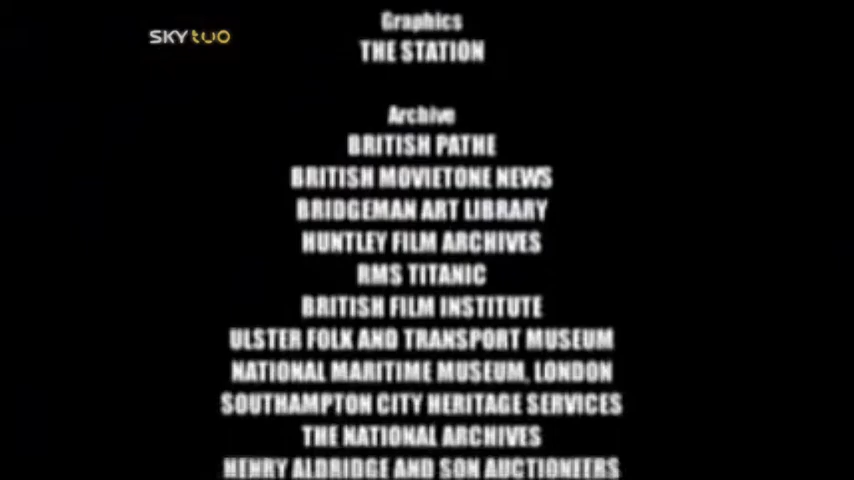 SKY two
Graphics
THE STATION
Archive
BRITISH PATHE
BRITISH MOVIETONE NEWS
BRIDGEMAN ART LIBRARY
HUNTLEY FILM ARCHIVES
RMS TITANIC
BRITISH FILM INSTITUTE
ULSTER FOLK AND TRANSPORT MUSEUM
NATIONAL MARITIME MUSEUM, LONDON
SOUTHAMPTON CITY HERITAGE SERVICES
THE NATIONAL ARCHIVES
HENRY ALDRIDGE AND SON AUCTIONEERS